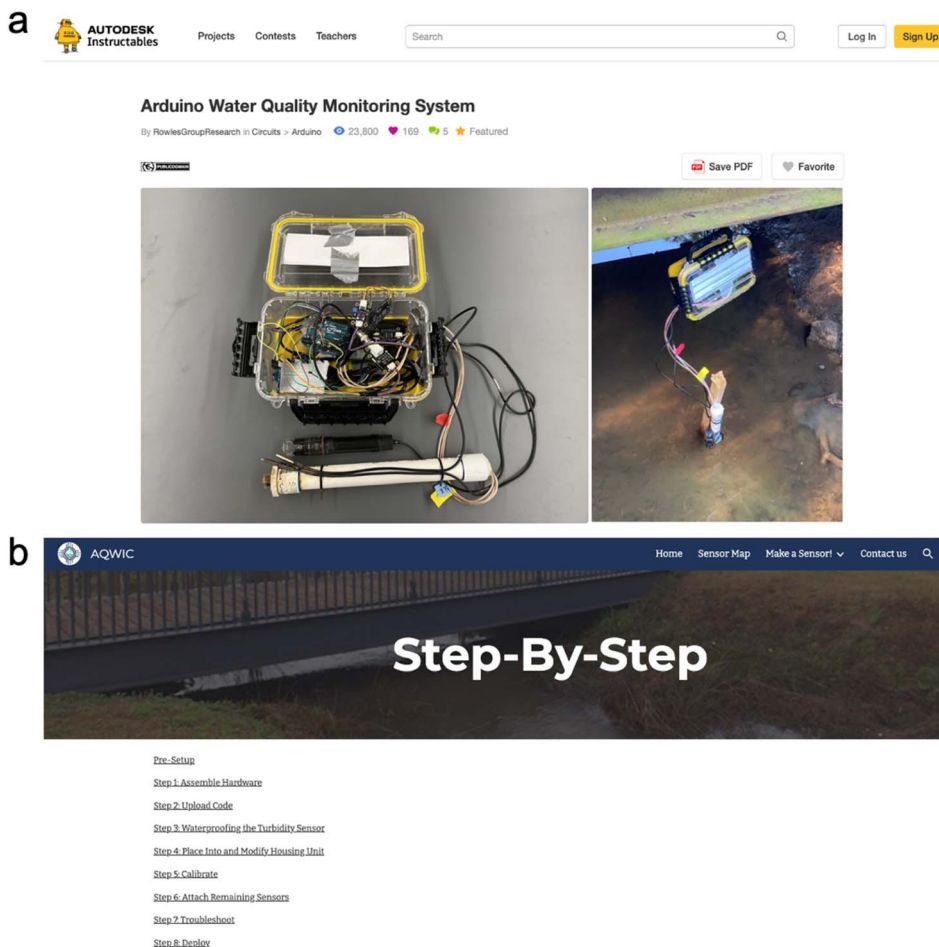 a
AUTODESK
Instructables
Projects Contests Teachers Search Log In Sign Up
Arduino Water Quality Monitoring System
By RowlesGroupResearch in Circuits > Arduino 23,800 169 5 Featured
PUBLIC DOMAIN
PDF Save PDF Favorite
b
AQWIC Home Sensor Map Make a Sensor! Contact us
Step-By-Step
Pre-Setup
Step 1: Assemble Hardware
Step 2: Upload Code
Step 3: Waterproofing the Turbidity Sensor
Step 4: Place Into and Modify Housing Unit
Step 5: Calibrate
Step 6: Attach Remaining Sensors
Step 7: Troubleshoot
Step 8: Deploy